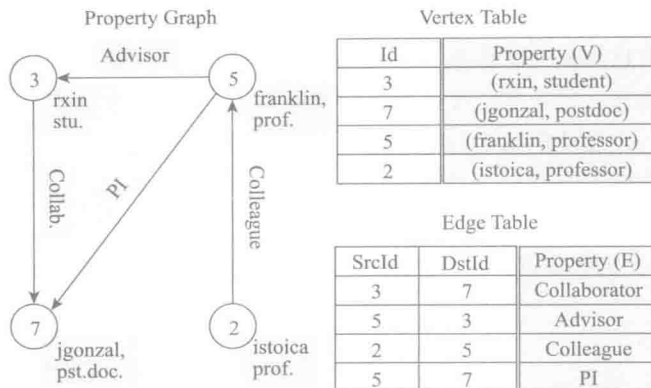 Property Graph
Advisor
3
5
rxin
stu.
franklin,
prof.
Collab.
PI
Colleague
7
2
jgonzal,
pst.doc.
istoica
prof.
Vertex Table
Id Property (V)
3 (rxin, student)
7 (jgonzal, postdoc)
5 (franklin, professor)
2 (istoica, professor)
Edge Table
SrcId DstId Property (E)
3 7 Collaborator
5 3 Advisor
2 5 Colleague
5 7 PI